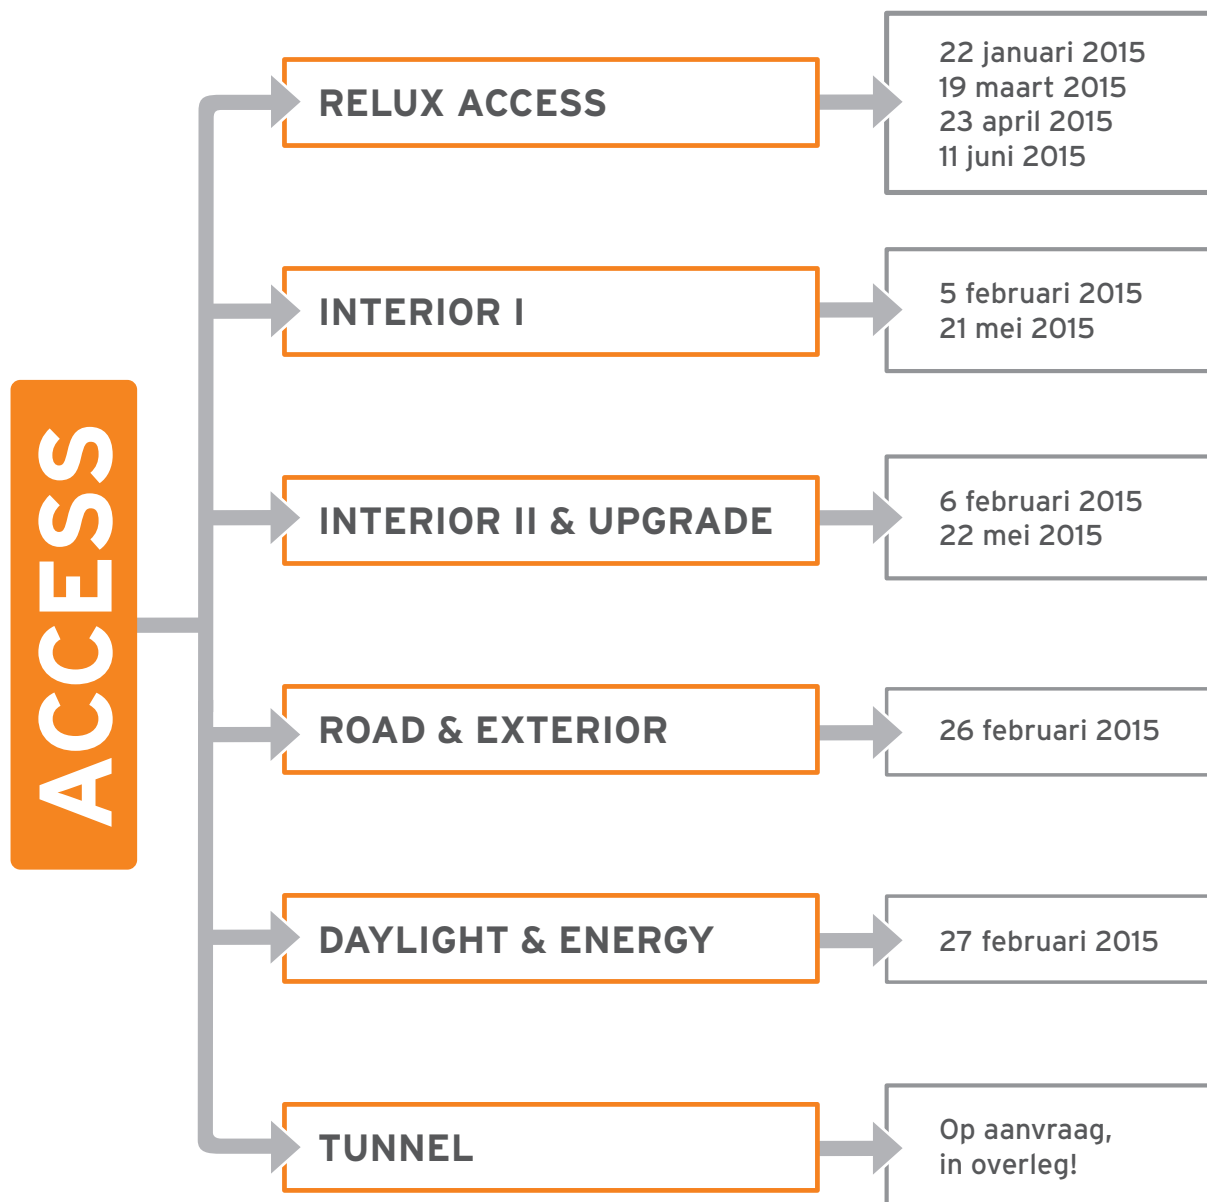 ACCESS
RELUX ACCESS
22 januari 2015
19 maart 2015
23 april 2015
11 juni 2015
INTERIOR I
5 februari 2015
21 mei 2015
INTERIOR II & UPGRADE
6 februari 2015
22 mei 2015
ROAD & EXTERIOR
26 februari 2015
DAYLIGHT & ENERGY
27 februari 2015
TUNNEL
Op aanvraag,
in overleg!